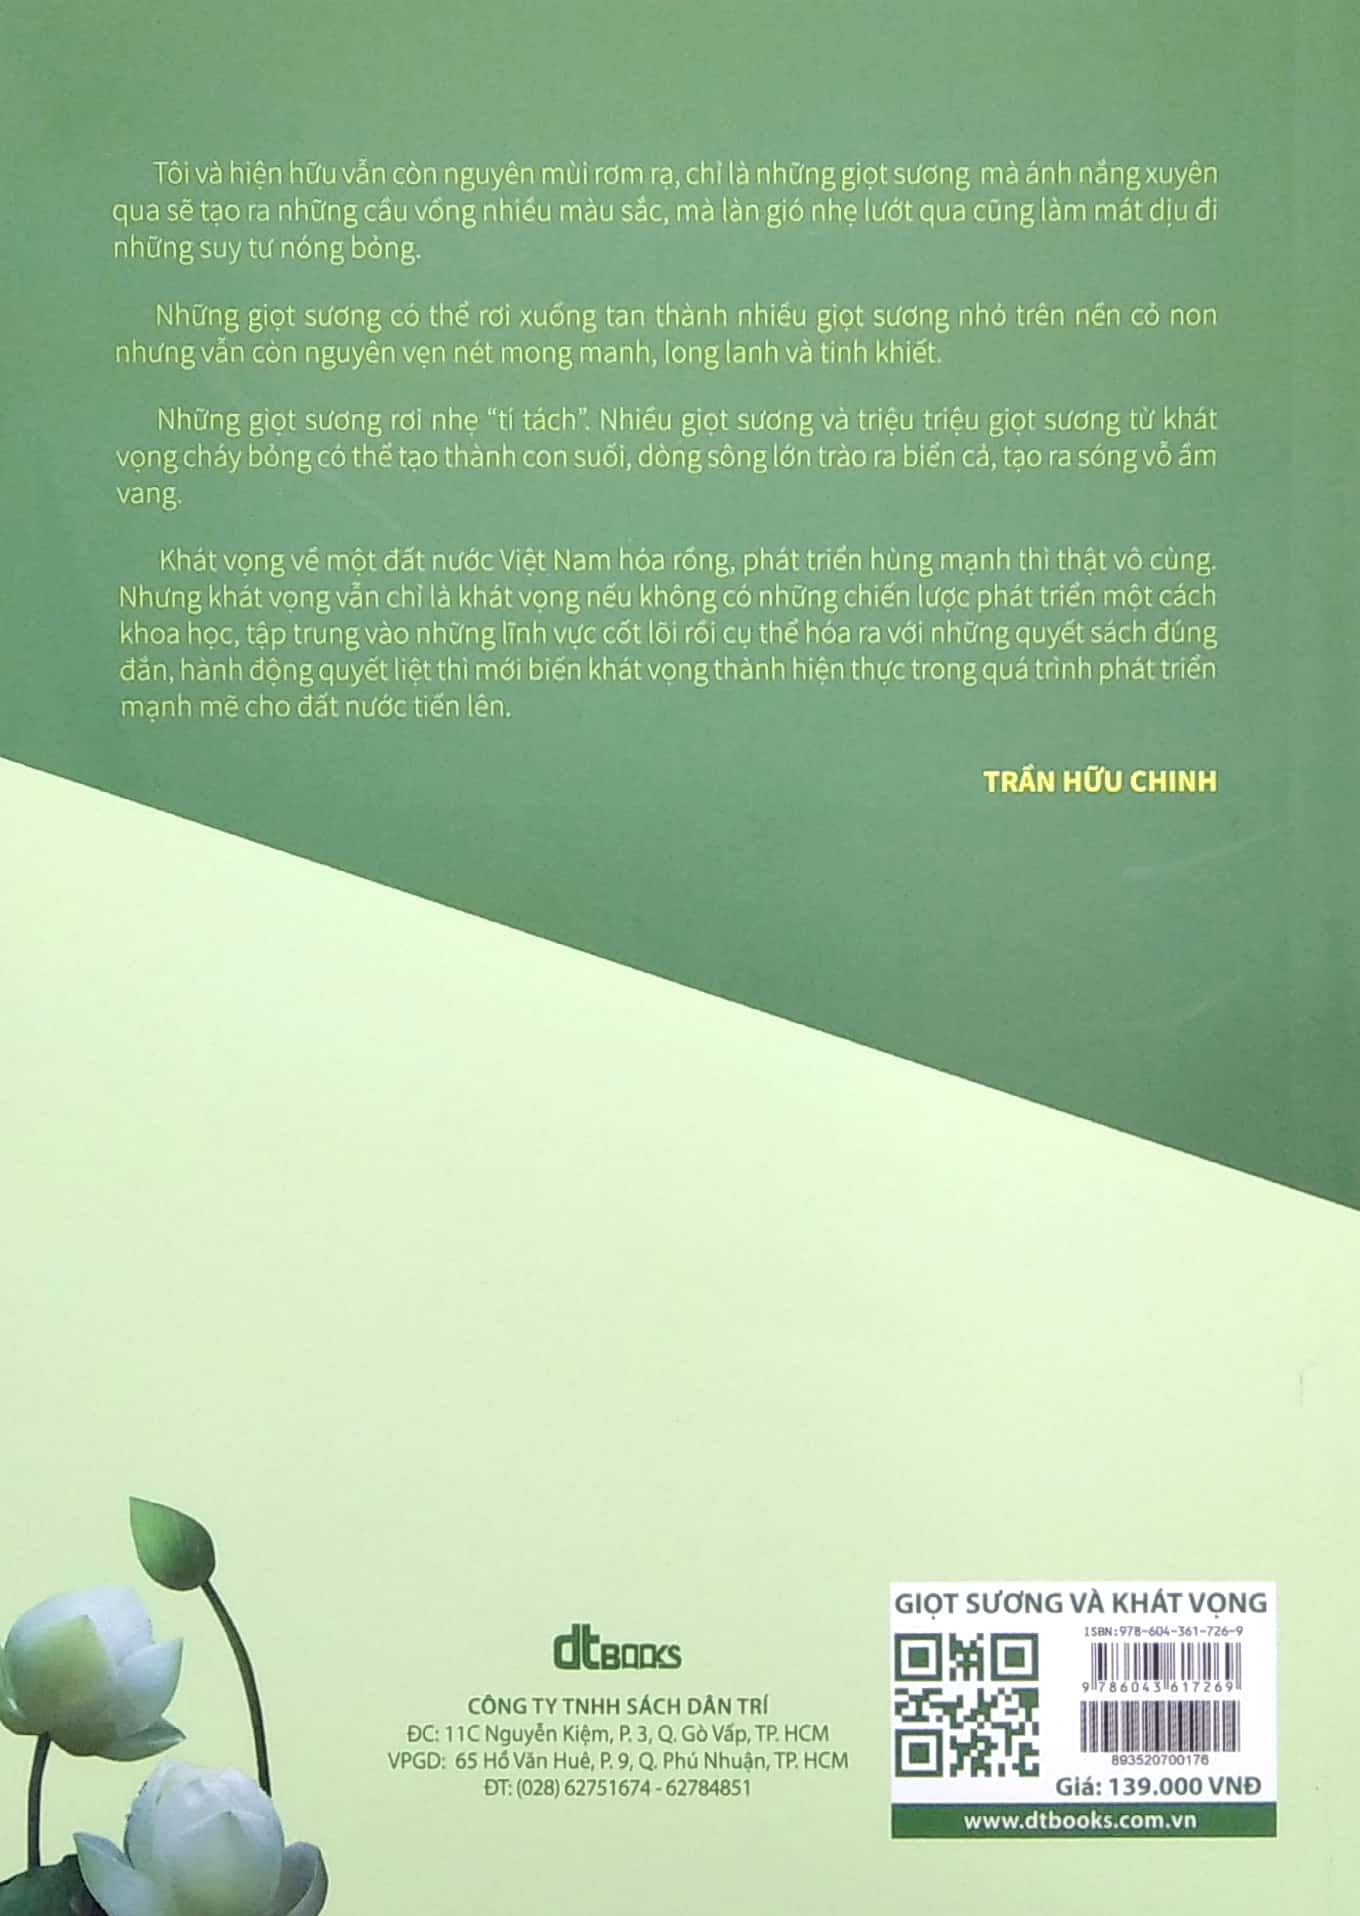 Tôi và hiện hữu vẫn còn nguyên mùi rơm rạ, chỉ là những giọt sương mà ánh nắng xuyên
qua sẽ tạo ra những cầu vồng nhiều màu sắc, mà làn gió nhẹ lướt qua cũng làm mát dịu đi
những suy tư nóng bỏng.
Những giọt sương có thể rơi xuống tan thành nhiều giọt sương nhỏ trên nền cỏ non
nhưng vẫn còn nguyên vẹn nét mong manh, long lanh và tinh khiết.
Những giọt sương rơi nhẹ “tí tách”. Nhiều giọt sương và triệu triệu giọt sương từ khát
vọng cháy bỏng có thể tạo thành con suối, dòng sông lớn trào ra biển cả, tạo ra sóng vỗ ầm
vang.
Khát vọng về một đất nước Việt Nam hóa rồng, phát triển hùng mạnh thì thật vô cùng.
Nhưng khát vọng vẫn chỉ là khát vọng nếu không có những chiến lược phát triển một cách
khoa học, tập trung vào những lĩnh vực cốt lõi rồi cụ thể hóa ra với những quyết sách đúng
đắn, hành động quyết liệt thì mới biến khát vọng thành hiện thực trong quá trình phát triển
mạnh mẽ cho đất nước tiến lên.
TRẦN HỮU CHINH
dtBOOKS
CÔNG TY TNHH SÁCH DÂN TRÍ
ĐC: 11C Nguyễn Kiệm, P. 3, Q. Gò Vấp, TP. HCM
VPGD: 65 Hồ Văn Huê, P. 9, Q. Phú Nhuận, TP. HCM
ĐT: (028) 62751674 - 62784851
GIỌT SƯƠNG VÀ KHÁT VỌNG
ISBN:978-604-361-726-9
9 786043 617269
893520700176
Giá: 139.000 VNĐ
www.dtbooks.com.vn